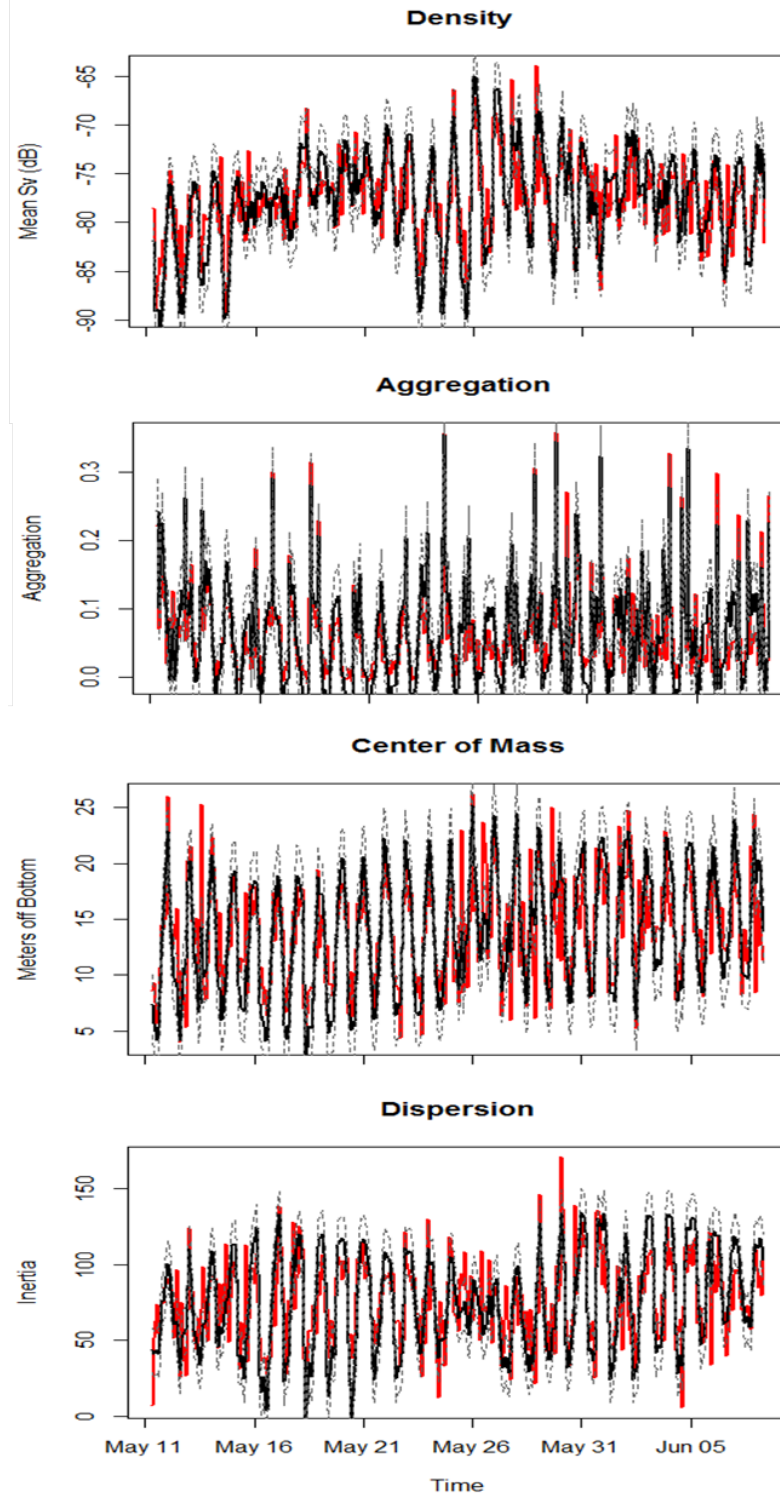 Density
Mean Sv (dB)
-65
-70
-75
-80
-85
-90
Aggregation
Aggregation
0.3
0.2
0.1
0.0
Center of Mass
Meters off Bottom
25
20
15
10
5
Dispersion
Inertia
150
100
50
0
May 11 May 16 May 21 May 26 May 31 Jun 05
Time